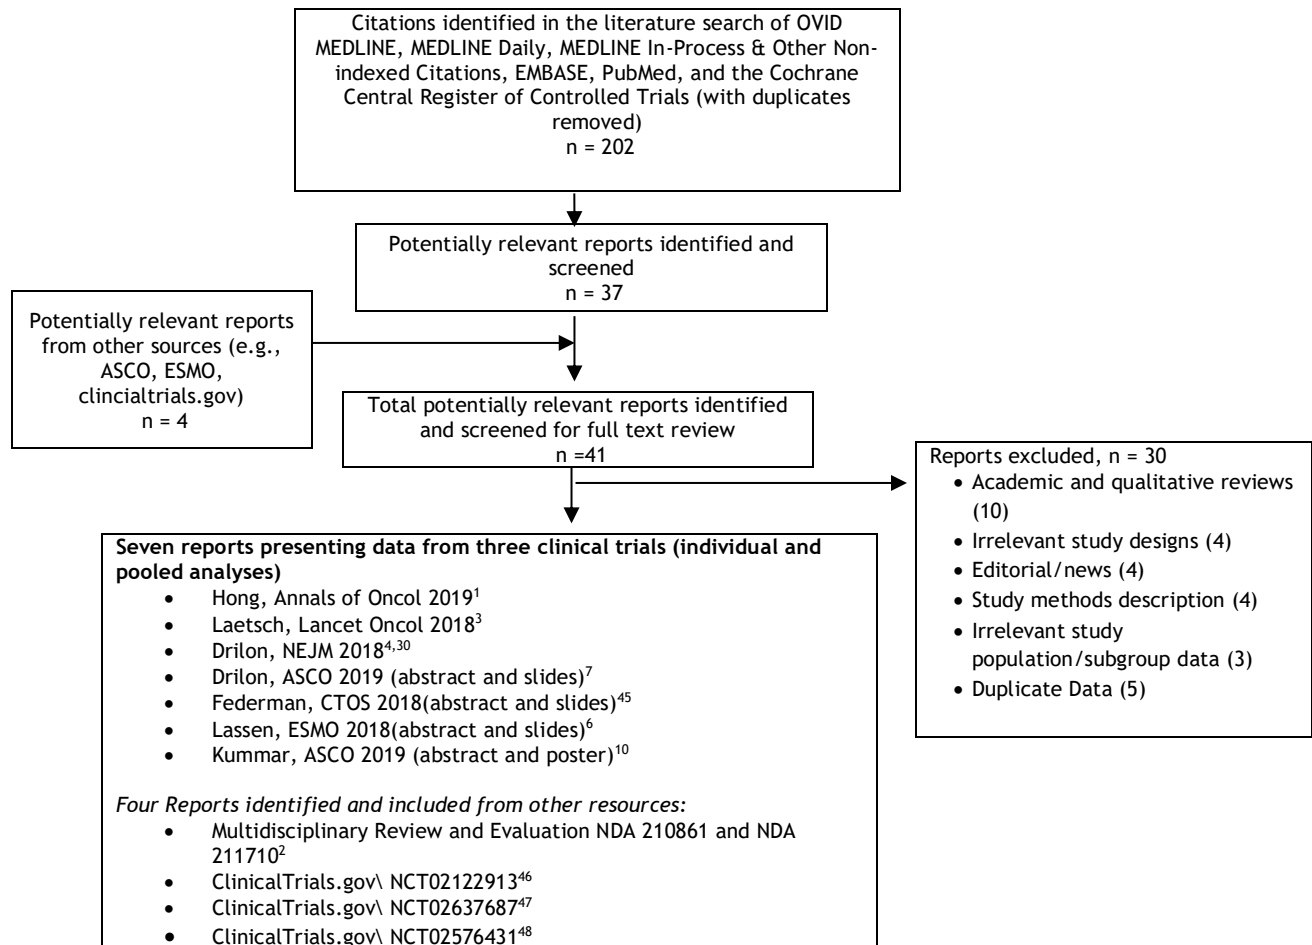 Citations identified in the literature search of OVID
MEDLINE, MEDLINE Daily, MEDLINE In-Process & Other Non-
indexed Citations, EMBASE, PubMed, and the Cochrane
Central Register of Controlled Trials (with duplicates
removed)
n = 202
Potentially relevant reports identified and
screened
n = 37
Potentially relevant reports
from other sources (e.g.,
ASCO, ESMO,
clincialtrials.gov)
n = 4
Total potentially relevant reports identified
and screened for full text review
n =41
Reports excluded, n = 30
• Academic and qualitative reviews
(10)
• Irrelevant study designs (4)
• Editorial/news (4)
• Study methods description (4)
• Irrelevant study
population/subgroup data (3)
• Duplicate Data (5)
Seven reports presenting data from three clinical trials (individual and
pooled analyses)
• Hong, Annals of Oncol 2019¹
• Laetsch, Lancet Oncol 2018³
• Drilon, NEJM 2018⁴,³⁰
• Drilon, ASCO 2019 (abstract and slides)⁷
• Federman, CTOS 2018(abstract and slides)⁴⁵
• Lassen, ESMO 2018(abstract and slides)⁶
• Kummar, ASCO 2019 (abstract and poster)¹⁰
Four Reports identified and included from other resources:
• Multidisciplinary Review and Evaluation NDA 210861 and NDA
211710²
• ClinicalTrials.gov\ NCT02122913⁴⁶
• ClinicalTrials.gov\ NCT02637687⁴⁷
• ClinicalTrials.gov\ NCT02576431⁴⁸